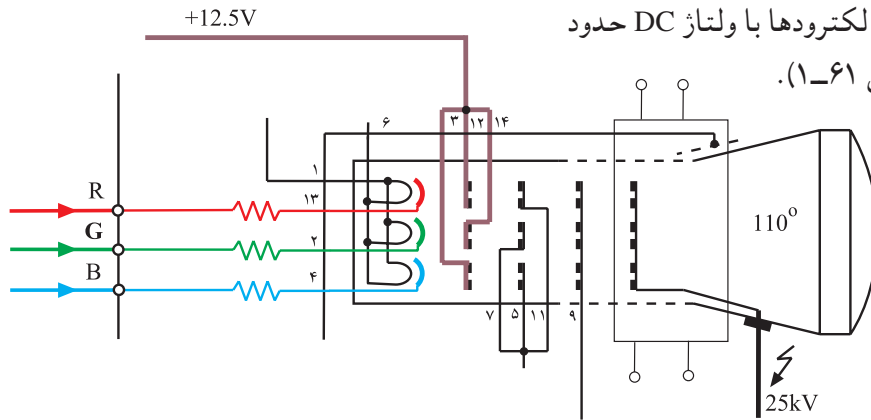 +12.5V
لکترودها با ولتاژ DC حدود
۱ــ۶۱).
۶
۳ ۱۲ ۱۴
۱
R
۱۳
G
۲
B
۴
110°
۷ ۵ ۱۱ ۹
25kV